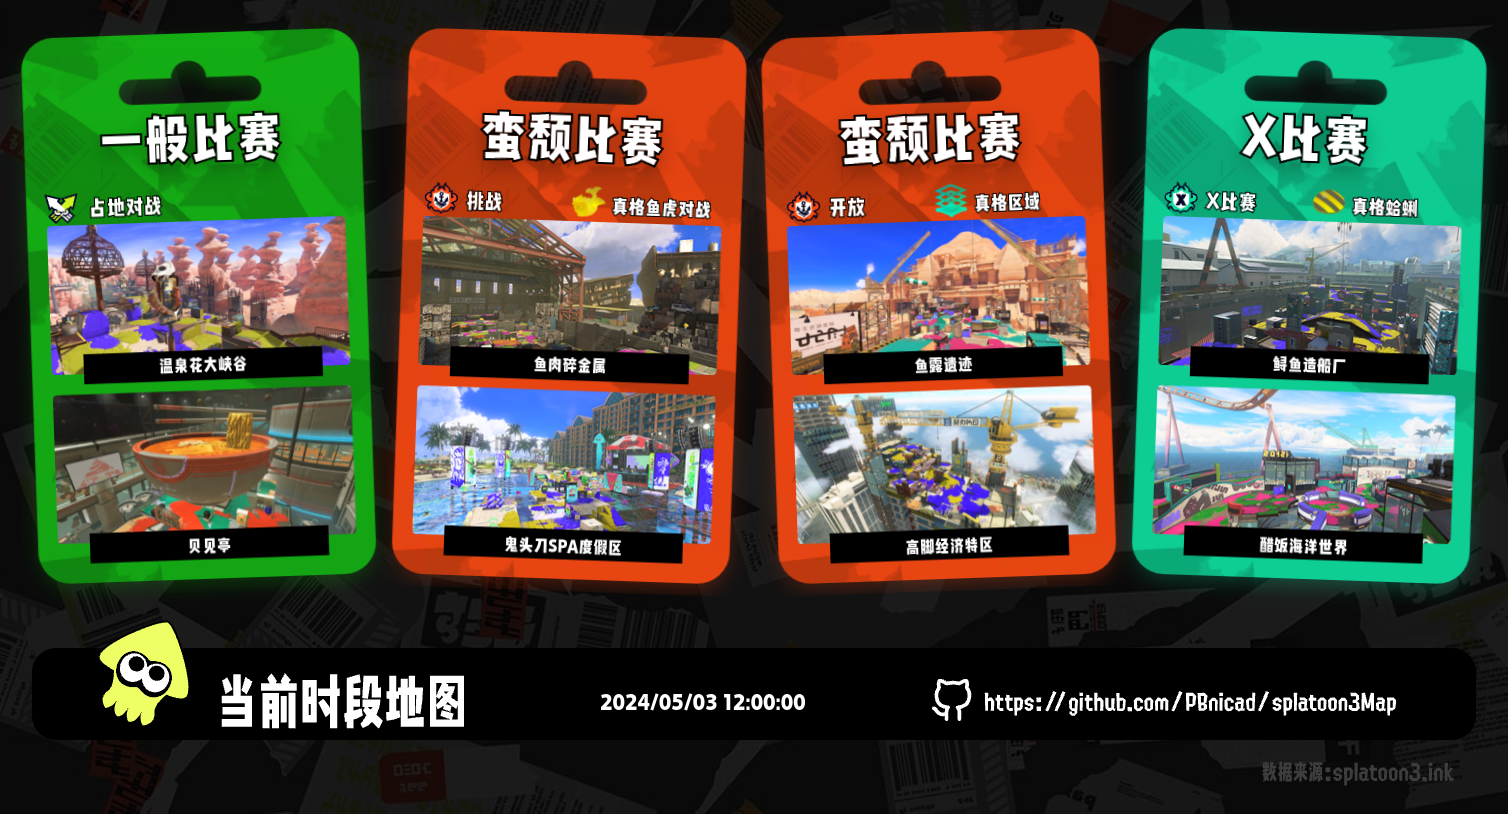 一般比赛
占地对战
温泉花大峡谷
贝见亭
蛮颓比赛
挑战
真格鱼虎对战
鱼肉碎金属
鬼头刀SPA度假区
蛮颓比赛
开放
真格区域
鱼露遗迹
高脚经济特区
X比赛
X比赛
真格蛤蜊
鲟鱼造船厂
醋饭海洋世界
当前时段地图
2024/05/03 12:00:00
https://github.com/PBnicad/splatoon3Map
数据来源:splatoon3.ink